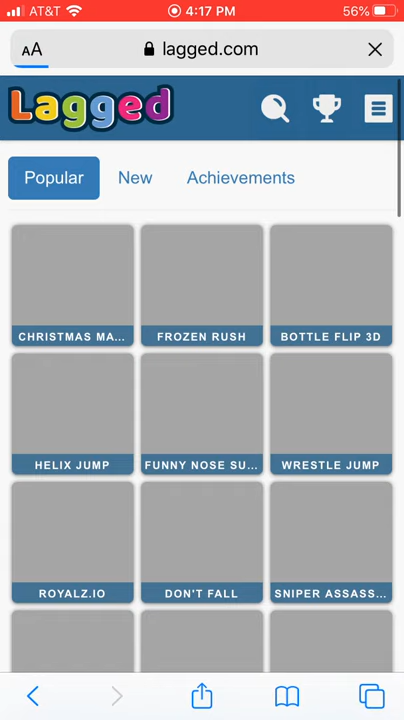 AT&T 4:17 PM 56%
AA lagged.com
Lagged
Popular New Achievements
CHRISTMAS MA... FROZEN RUSH BOTTLE FLIP 3D
HELIX JUMP FUNNY NOSE SU... WRESTLE JUMP
ROYALZ.IO DON'T FALL SNIPER ASSASS...